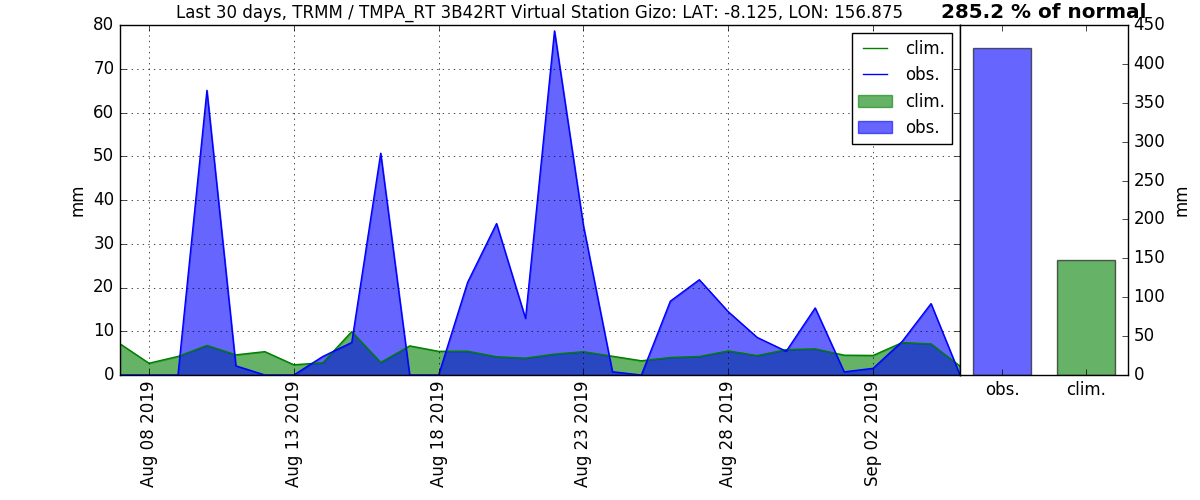 Last 30 days, TRMM / TMPA_RT 3B42RT Virtual Station Gizo: LAT: -8.125, LON: 156.875
285.2 % of normal
80
70
60
50
40
30
20
10
0
mm
clim.
obs.
clim.
obs.
Aug 08 2019
Aug 13 2019
Aug 18 2019
Aug 23 2019
Aug 28 2019
Sep 02 2019
450
400
350
300
250
200
150
100
50
0
mm
obs.
clim.